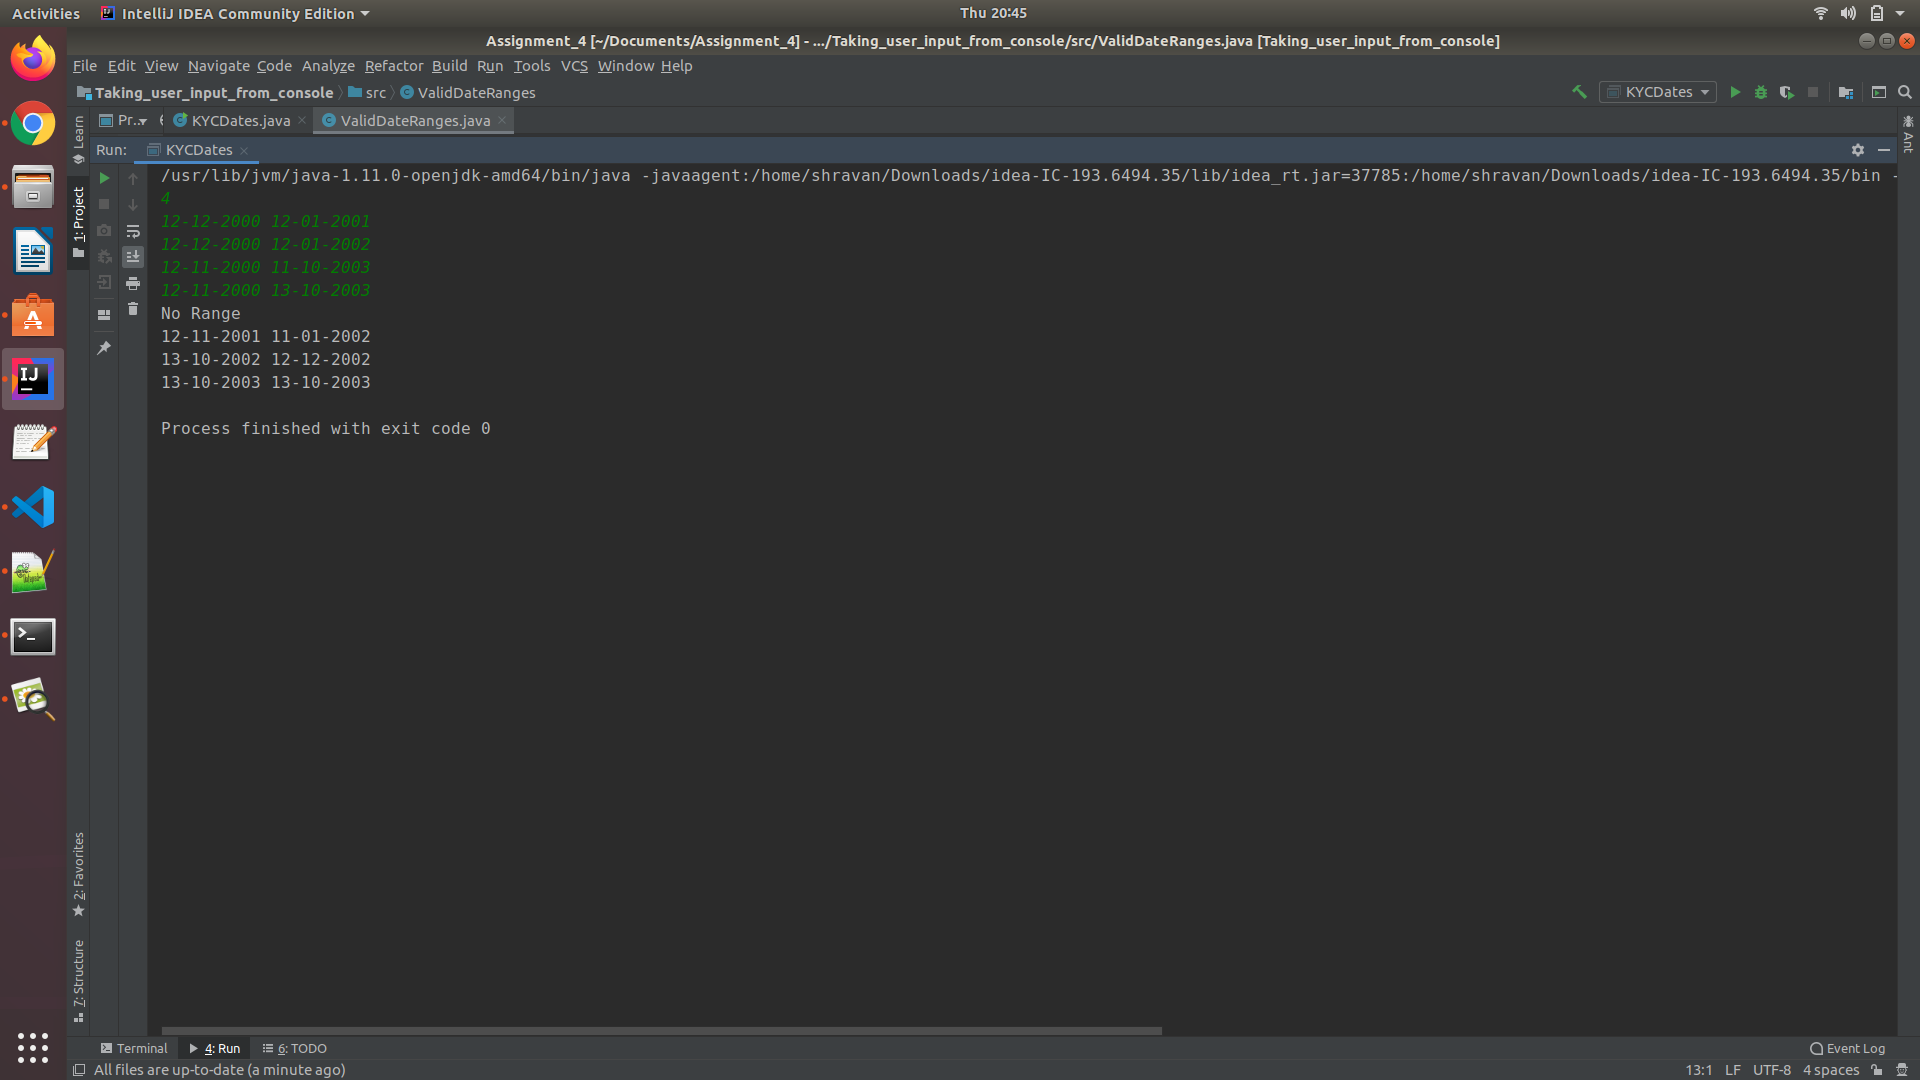 Activities IntelliJ IDEA Community Edition Thu 20:45
Assignment_4 [~/Documents/Assignment_4] - .../Taking_user_input_from_console/src/ValidDateRanges.java [Taking_user_input_from_console]
File Edit View Navigate Code Analyze Refactor Build Run Tools VCS Window Help
Taking_user_input_from_console src ValidDateRanges KYCDates
Learn Pr... KYCDates.java ValidDateRanges.java Ant
Run: KYCDates
1: Project
/usr/lib/jvm/java-1.11.0-openjdk-amd64/bin/java -javaagent:/home/shravan/Downloads/idea-IC-193.6494.35/lib/idea_rt.jar=37785:/home/shravan/Downloads/idea-IC-193.6494.35/bin -
4
12-12-2000 12-01-2001
12-12-2000 12-01-2002
12-11-2000 11-10-2003
12-11-2000 13-10-2003
No Range
12-11-2001 11-01-2002
13-10-2002 12-12-2002
13-10-2003 13-10-2003
Process finished with exit code 0
2: Favorites
7: Structure
Terminal 4: Run 6: TODO Event Log
All files are up-to-date (a minute ago) 13:1 LF UTF-8 4 spaces